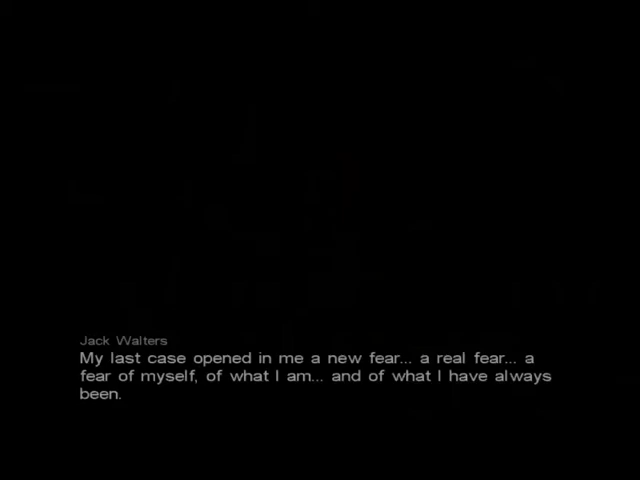 Jack Walters
My last case opened in me a new fear... a real fear... a
fear of myself, of what I am... and of what I have always
been.